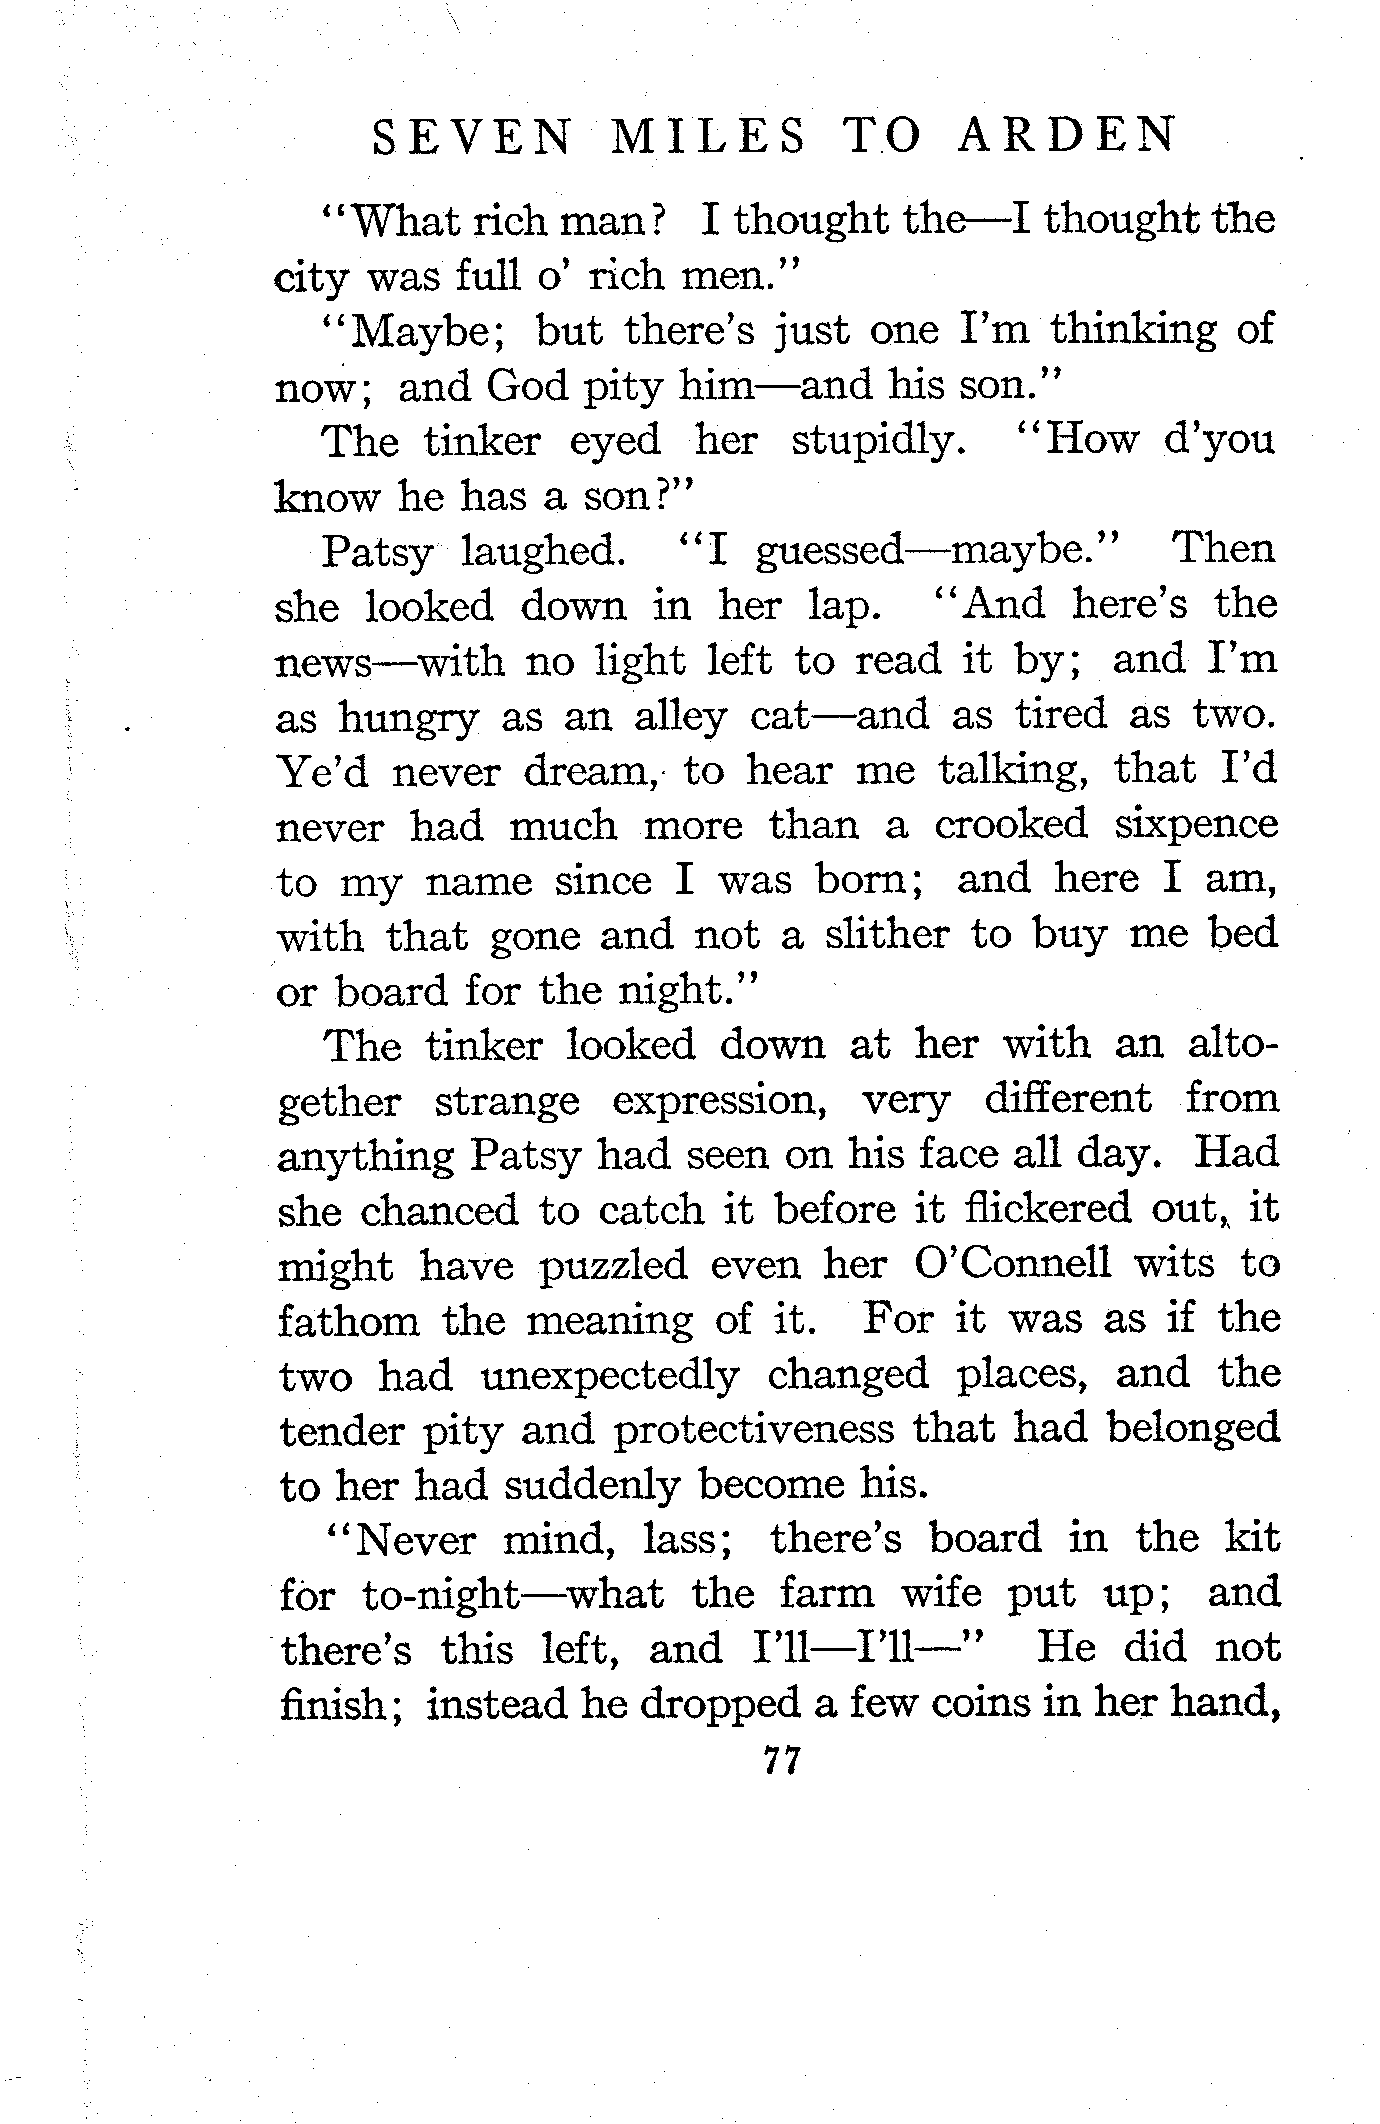 SEVEN MILES TO ARDEN
"What rich man? I thought the—I thought the
city was full o' rich men."
"Maybe; but there's just one I'm thinking of
now; and God pity him—and his son."
The tinker eyed her stupidly. "How d'you
know he has a son?"
Patsy laughed. "I guessed—maybe." Then
she looked down in her lap. "And here's the
news—with no light left to read it by; and I'm
as hungry as an alley cat—and as tired as two.
Ye'd never dream, to hear me talking, that I'd
never had much more than a crooked sixpence
to my name since I was born; and here I am,
with that gone and not a slither to buy me bed
or board for the night."
The tinker looked down at her with an alto-
gether strange expression, very different from
anything Patsy had seen on his face all day. Had
she chanced to catch it before it flickered out, it
might have puzzled even her O'Connell wits to
fathom the meaning of it. For it was as if the
two had unexpectedly changed places, and the
tender pity and protectiveness that had belonged
to her had suddenly become his.
"Never mind, lass; there's board in the kit
for to-night—what the farm wife put up; and
there's this left, and I'll—I'll—" He did not
finish; instead he dropped a few coins in her hand,
77